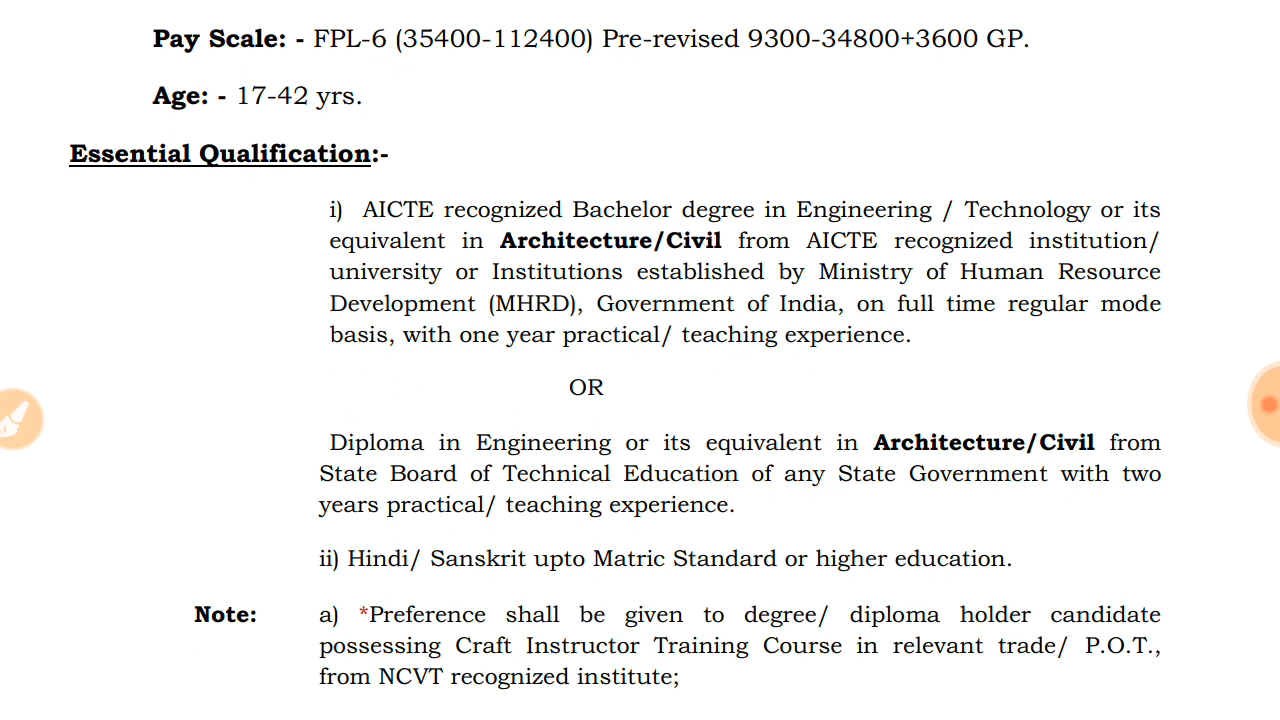 Pay Scale: - FPL-6 (35400-112400) Pre-revised 9300-34800+3600 GP.
Age: - 17-42 yrs.
Essential Qualification:-
i) AICTE recognized Bachelor degree in Engineering / Technology or its
equivalent in Architecture/Civil from AICTE recognized institution/
university or Institutions established by Ministry of Human Resource
Development (MHRD), Government of India, on full time regular mode
basis, with one year practical/ teaching experience.
OR
Diploma in Engineering or its equivalent in Architecture/Civil from
State Board of Technical Education of any State Government with two
years practical/ teaching experience.
ii) Hindi/ Sanskrit upto Matric Standard or higher education.
Note: a) *Preference shall be given to degree/ diploma holder candidate
possessing Craft Instructor Training Course in relevant trade/ P.O.T.,
from NCVT recognized institute;